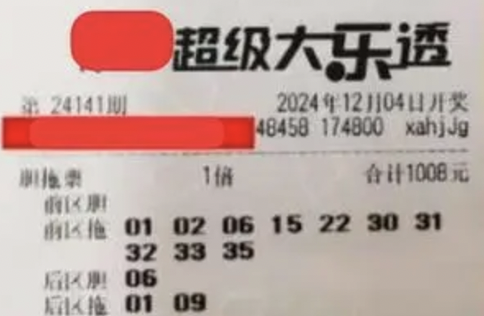 超级大乐透
第 24141期 2024年12月04日开奖
48458 174800 xahjJg
胆拖票 1倍 合计1008元
前区胆
前区拖 01 02 06 15 22 30 31
32 33 35
后区胆 06
后区拖 01 09